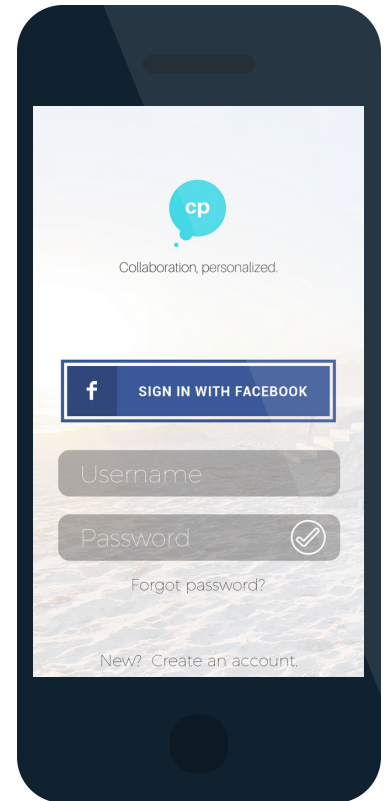 cp
Collaboration, personalized.
f SIGN IN WITH FACEBOOK
Username
Password
Forgot password?
New? Create an account.